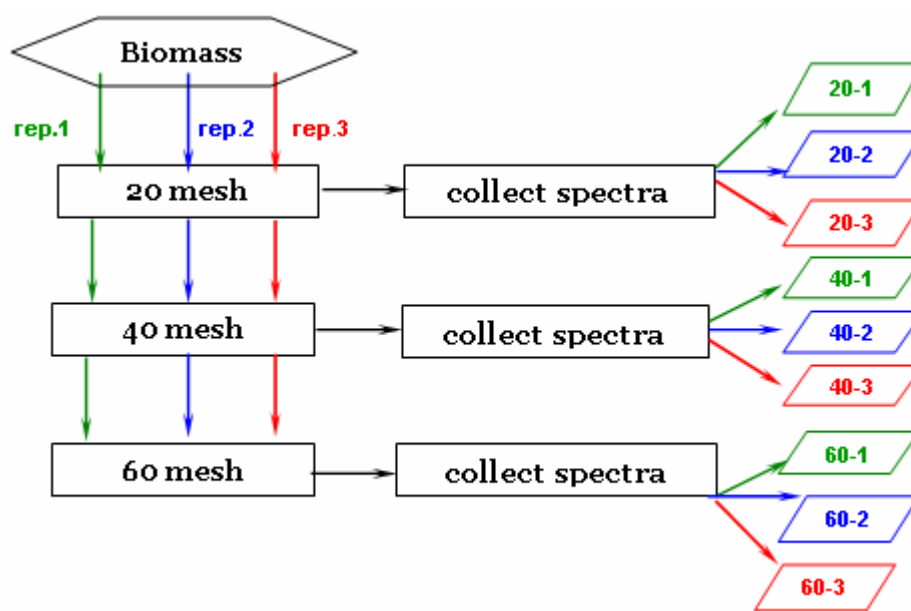 Biomass
rep.1 rep.2 rep.3
20-1
20-2
20 mesh collect spectra
20-3
40-1
40 mesh collect spectra 40-2
40-3
60-1
60 mesh collect spectra
60-2
60-3